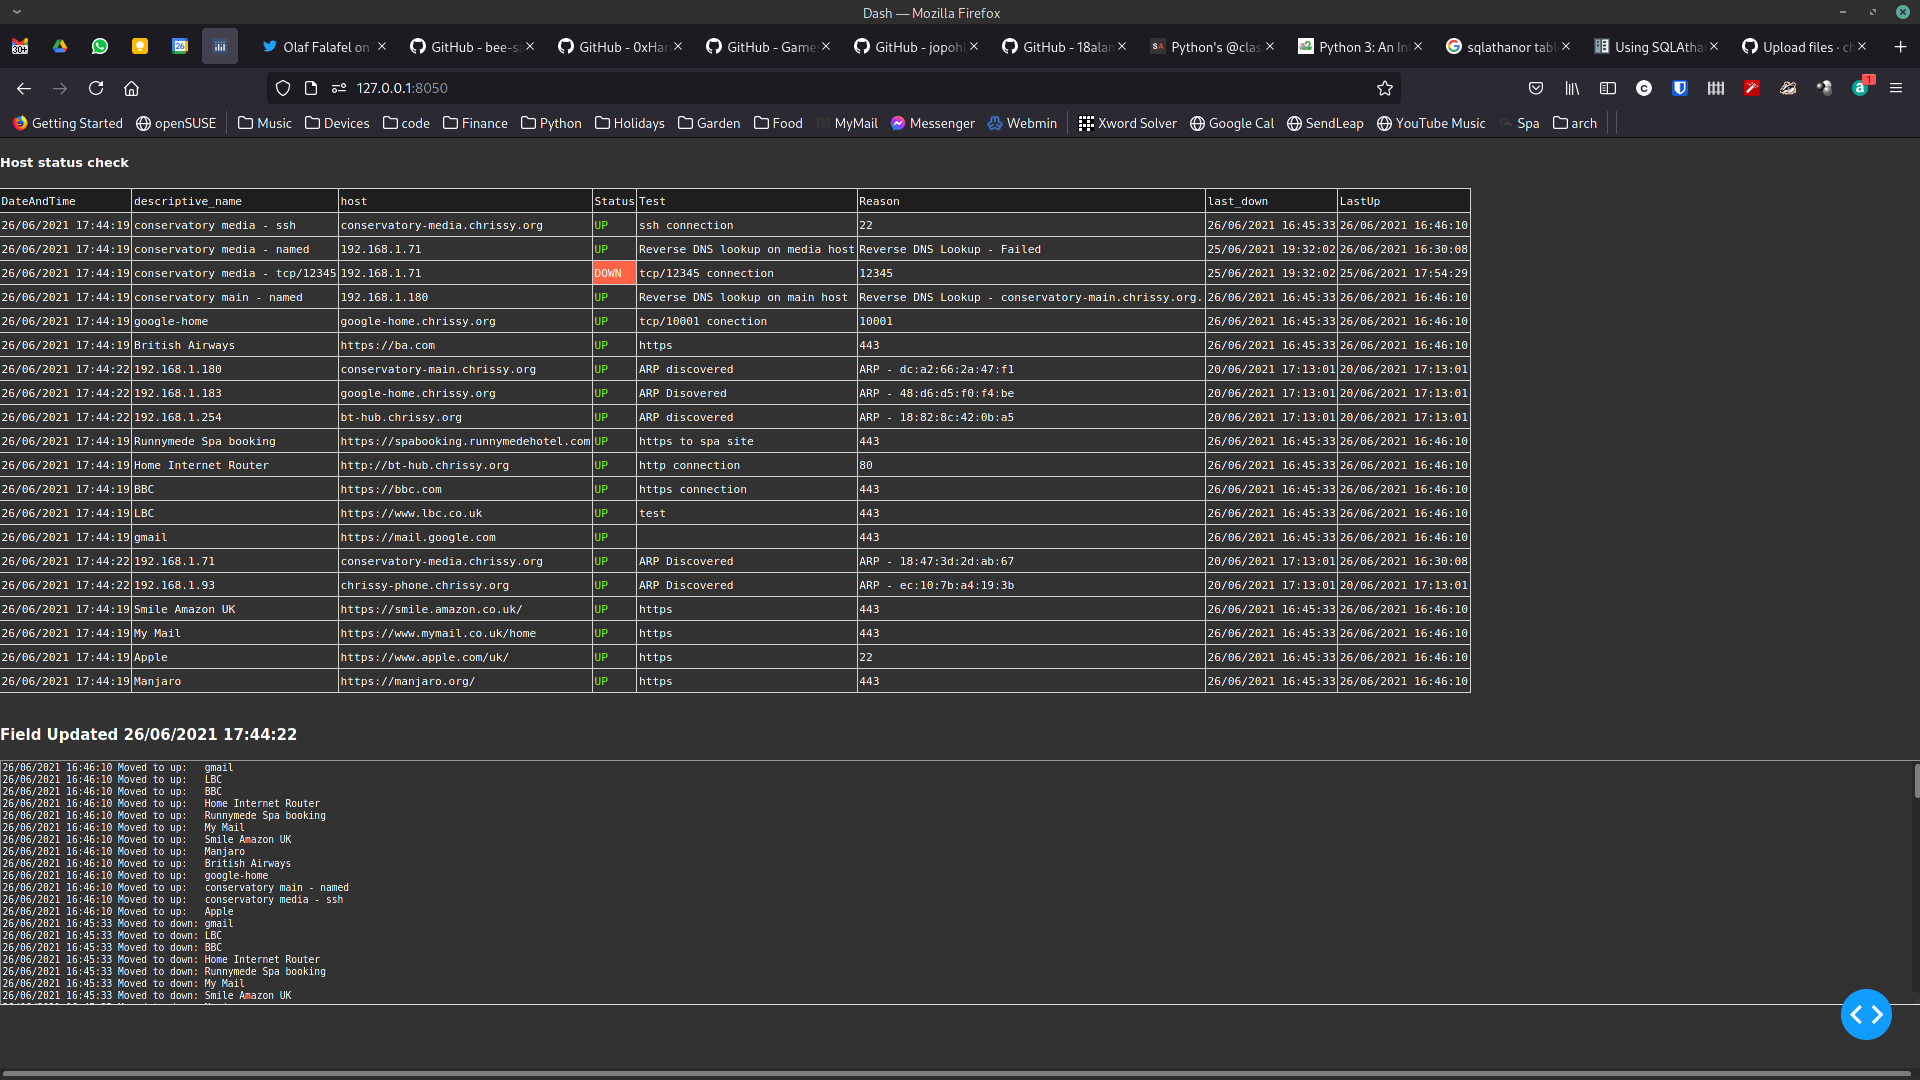 Dash — Mozilla Firefox
30+
26
Olaf Falafel on
GitHub - bee-sa
GitHub - 0xHar
GitHub - Game
GitHub - jopoh
GitHub - 18alan
SA Python's @clas
Python 3: An In
sqlathanor tabl
Using SQLAtha
Upload files · c
127.0.0.1:8050
1
Getting Started
openSUSE
Music
Devices
code
Finance
Python
Holidays
Garden
Food
MyMail
Messenger
Webmin
Xword Solver
Google Cal
SendLeap
YouTube Music
Spa
arch
Host status check
DateAndTime descriptive_name host Status Test Reason last_down LastUp
26/06/2021 17:44:19 conservatory media - ssh conservatory-media.chrissy.org UP ssh connection 22 26/06/2021 16:45:33 26/06/2021 16:46:10
26/06/2021 17:44:19 conservatory media - named 192.168.1.71 UP Reverse DNS lookup on media host Reverse DNS Lookup - Failed 25/06/2021 19:32:02 26/06/2021 16:30:08
26/06/2021 17:44:19 conservatory media - tcp/12345 192.168.1.71 DOWN tcp/12345 connection 12345 25/06/2021 19:32:02 25/06/2021 17:54:29
26/06/2021 17:44:19 conservatory main - named 192.168.1.180 UP Reverse DNS lookup on main host Reverse DNS Lookup - conservatory-main.chrissy.org. 26/06/2021 16:45:33 26/06/2021 16:46:10
26/06/2021 17:44:19 google-home google-home.chrissy.org UP tcp/10001 conection 10001 26/06/2021 16:45:33 26/06/2021 16:46:10
26/06/2021 17:44:19 British Airways https://ba.com UP https 443 26/06/2021 16:45:33 26/06/2021 16:46:10
26/06/2021 17:44:22 192.168.1.180 conservatory-main.chrissy.org UP ARP discovered ARP - dc:a2:66:2a:47:f1 20/06/2021 17:13:01 20/06/2021 17:13:01
26/06/2021 17:44:22 192.168.1.183 google-home.chrissy.org UP ARP Disovered ARP - 48:d6:d5:f0:f4:be 20/06/2021 17:13:01 20/06/2021 17:13:01
26/06/2021 17:44:22 192.168.1.254 bt-hub.chrissy.org UP ARP discovered ARP - 18:82:8c:42:0b:a5 20/06/2021 17:13:01 20/06/2021 17:13:01
26/06/2021 17:44:19 Runnymede Spa booking https://spabooking.runnymedehotel.com UP https to spa site 443 26/06/2021 16:45:33 26/06/2021 16:46:10
26/06/2021 17:44:19 Home Internet Router http://bt-hub.chrissy.org UP http connection 80 26/06/2021 16:45:33 26/06/2021 16:46:10
26/06/2021 17:44:19 BBC https://bbc.com UP https connection 443 26/06/2021 16:45:33 26/06/2021 16:46:10
26/06/2021 17:44:19 LBC https://www.lbc.co.uk UP test 443 26/06/2021 16:45:33 26/06/2021 16:46:10
26/06/2021 17:44:19 gmail https://mail.google.com UP 443 26/06/2021 16:45:33 26/06/2021 16:46:10
26/06/2021 17:44:22 192.168.1.71 conservatory-media.chrissy.org UP ARP Discovered ARP - 18:47:3d:2d:ab:67 20/06/2021 17:13:01 26/06/2021 16:30:08
26/06/2021 17:44:22 192.168.1.93 chrissy-phone.chrissy.org UP ARP Discovered ARP - ec:10:7b:a4:19:3b 20/06/2021 17:13:01 20/06/2021 17:13:01
26/06/2021 17:44:19 Smile Amazon UK https://smile.amazon.co.uk/ UP https 443 26/06/2021 16:45:33 26/06/2021 16:46:10
26/06/2021 17:44:19 My Mail https://www.mymail.co.uk/home UP https 443 26/06/2021 16:45:33 26/06/2021 16:46:10
26/06/2021 17:44:19 Apple https://www.apple.com/uk/ UP https 22 26/06/2021 16:45:33 26/06/2021 16:46:10
26/06/2021 17:44:19 Manjaro https://manjaro.org/ UP https 443 26/06/2021 16:45:33 26/06/2021 16:46:10
Field Updated 26/06/2021 17:44:22
26/06/2021 16:46:10 Moved to up: gmail
26/06/2021 16:46:10 Moved to up: LBC
26/06/2021 16:46:10 Moved to up: BBC
26/06/2021 16:46:10 Moved to up: Home Internet Router
26/06/2021 16:46:10 Moved to up: Runnymede Spa booking
26/06/2021 16:46:10 Moved to up: My Mail
26/06/2021 16:46:10 Moved to up: Smile Amazon UK
26/06/2021 16:46:10 Moved to up: Manjaro
26/06/2021 16:46:10 Moved to up: British Airways
26/06/2021 16:46:10 Moved to up: google-home
26/06/2021 16:46:10 Moved to up: conservatory main - named
26/06/2021 16:46:10 Moved to up: conservatory media - ssh
26/06/2021 16:46:10 Moved to up: Apple
26/06/2021 16:45:33 Moved to down: gmail
26/06/2021 16:45:33 Moved to down: LBC
26/06/2021 16:45:33 Moved to down: BBC
26/06/2021 16:45:33 Moved to down: Home Internet Router
26/06/2021 16:45:33 Moved to down: Runnymede Spa booking
26/06/2021 16:45:33 Moved to down: My Mail
26/06/2021 16:45:33 Moved to down: Smile Amazon UK